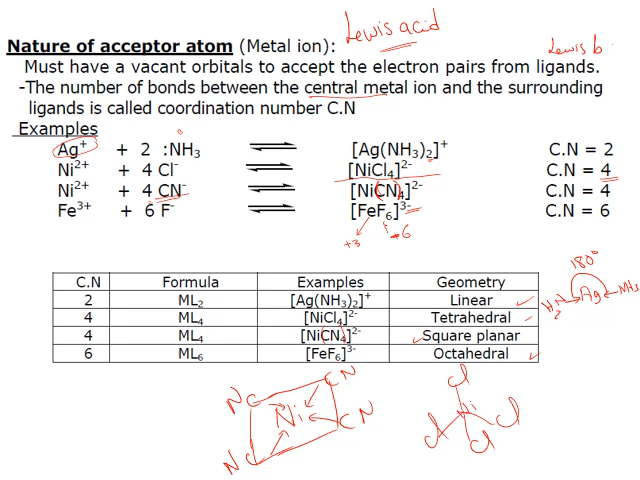 Lewis acid
Nature of acceptor atom (Metal ion):
Lewis b
Must have a vacant orbitals to accept the electron pairs from ligands.
-The number of bonds between the central metal ion and the surrounding
ligands is called coordination number C.N
Examples
Ag⁺ + 2 :NH₃ ⇌ [Ag(NH₃)₂]⁺ C.N = 2
Ni²⁺ + 4 Cl⁻ ⇌ [NiCl₄]²⁻ C.N = 4
Ni²⁺ + 4 CN⁻ ⇌ [Ni(CN)₄]²⁻ C.N = 4
Fe³⁺ + 6 F⁻ ⇌ [FeF₆]³⁻ C.N = 6
+3 -6
180°
H₃N → Ag ← NH₃
C.N Formula Examples Geometry
2 ML₂ [Ag(NH₃)₂]⁺ Linear
4 ML₄ [NiCl₄]²⁻ Tetrahedral
4 ML₄ [Ni(CN)₄]²⁻ Square planar
6 ML₆ [FeF₆]³⁻ Octahedral
NC CN
Ni
NC CN
Cl
Ni
Cl Cl Cl